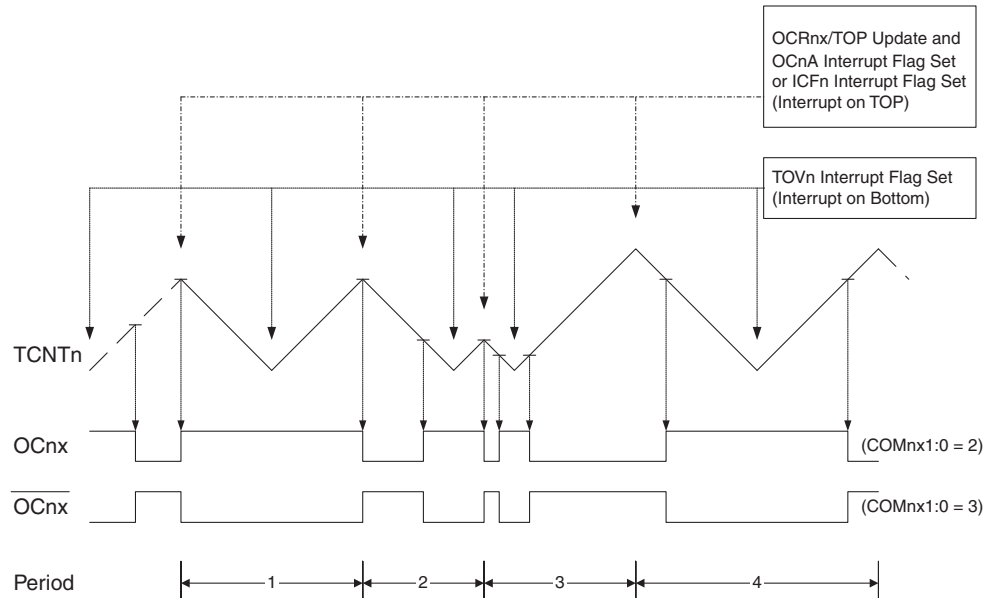 OCRnx/TOP Update and
OCnA Interrupt Flag Set
or ICFn Interrupt Flag Set
(Interrupt on TOP)
TOVn Interrupt Flag Set
(Interrupt on Bottom)
TCNTn
OCnx
(COMnx1:0 = 2)
OCnx
(COMnx1:0 = 3)
Period
1
2
3
4